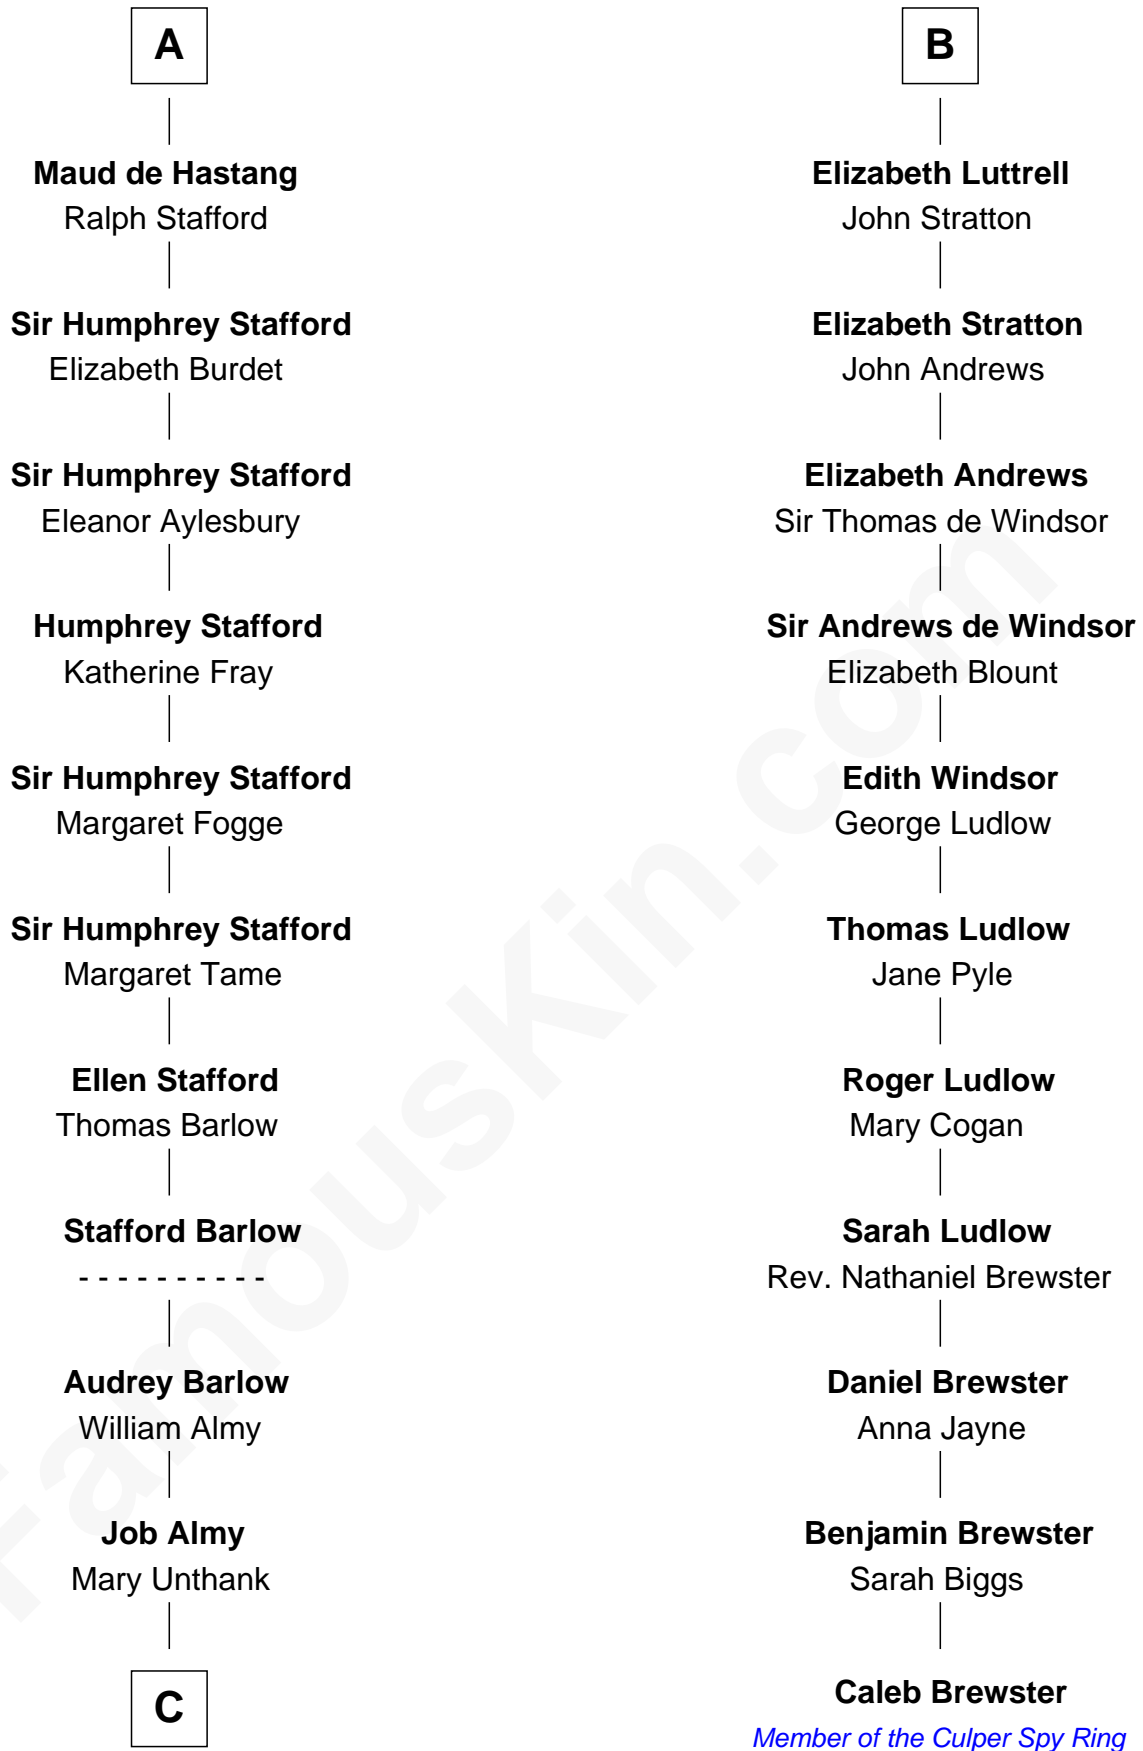 A
Maud de Hastang
Ralph Stafford
Sir Humphrey Stafford
Elizabeth Burdet
Sir Humphrey Stafford
Eleanor Aylesbury
Humphrey Stafford
Katherine Fray
Sir Humphrey Stafford
Margaret Fogge
Sir Humphrey Stafford
Margaret Tame
Ellen Stafford
Thomas Barlow
Stafford Barlow
- - - - - - - - - -
Audrey Barlow
William Almy
Job Almy
Mary Unthank
C
B
Elizabeth Luttrell
John Stratton
Elizabeth Stratton
John Andrews
Elizabeth Andrews
Sir Thomas de Windsor
Sir Andrews de Windsor
Elizabeth Blount
Edith Windsor
George Ludlow
Thomas Ludlow
Jane Pyle
Roger Ludlow
Mary Cogan
Sarah Ludlow
Rev. Nathaniel Brewster
Daniel Brewster
Anna Jayne
Benjamin Brewster
Sarah Biggs
Caleb Brewster
Member of the Culper Spy Ring
FamousKin.com